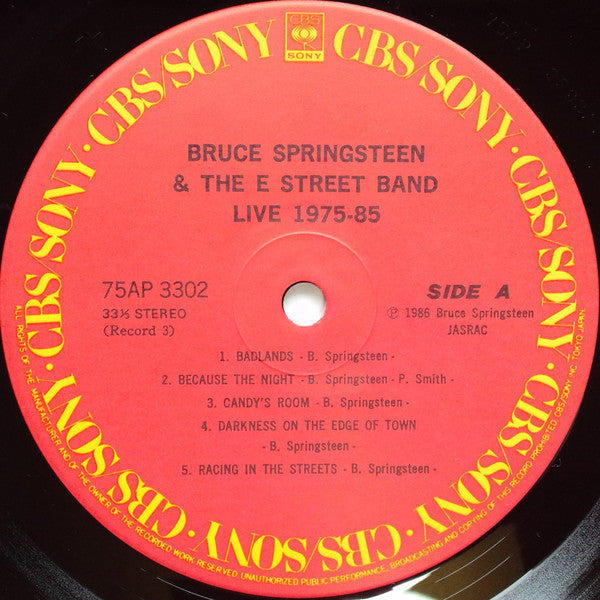 CBS
SONY
CBS/SONY · CBS/SONY · CBS/SONY · CBS/SONY · CBS/SONY · CBS/SONY · CBS/SONY · CBS/SONY
BRUCE SPRINGSTEEN
& THE E STREET BAND
LIVE 1975-85
75AP 3302
SIDE A
33⅓ STEREO
℗ 1986 Bruce Springsteen
(Record 3)
JASRAC
1. BADLANDS - B. Springsteen -
2. BECAUSE THE NIGHT - B. Springsteen - P. Smith -
3. CANDY'S ROOM - B. Springsteen -
4. DARKNESS ON THE EDGE OF TOWN
- B. Springsteen -
5. RACING IN THE STREETS - B. Springsteen -
ALL RIGHTS OF THE MANUFACTURER AND OF THE OWNER OF THE RECORDED WORK RESERVED. UNAUTHORIZED PUBLIC PERFORMANCE, BROADCASTING AND COPYING OF THIS RECORD PROHIBITED. CBS/SONY INC. TOKYO JAPAN.